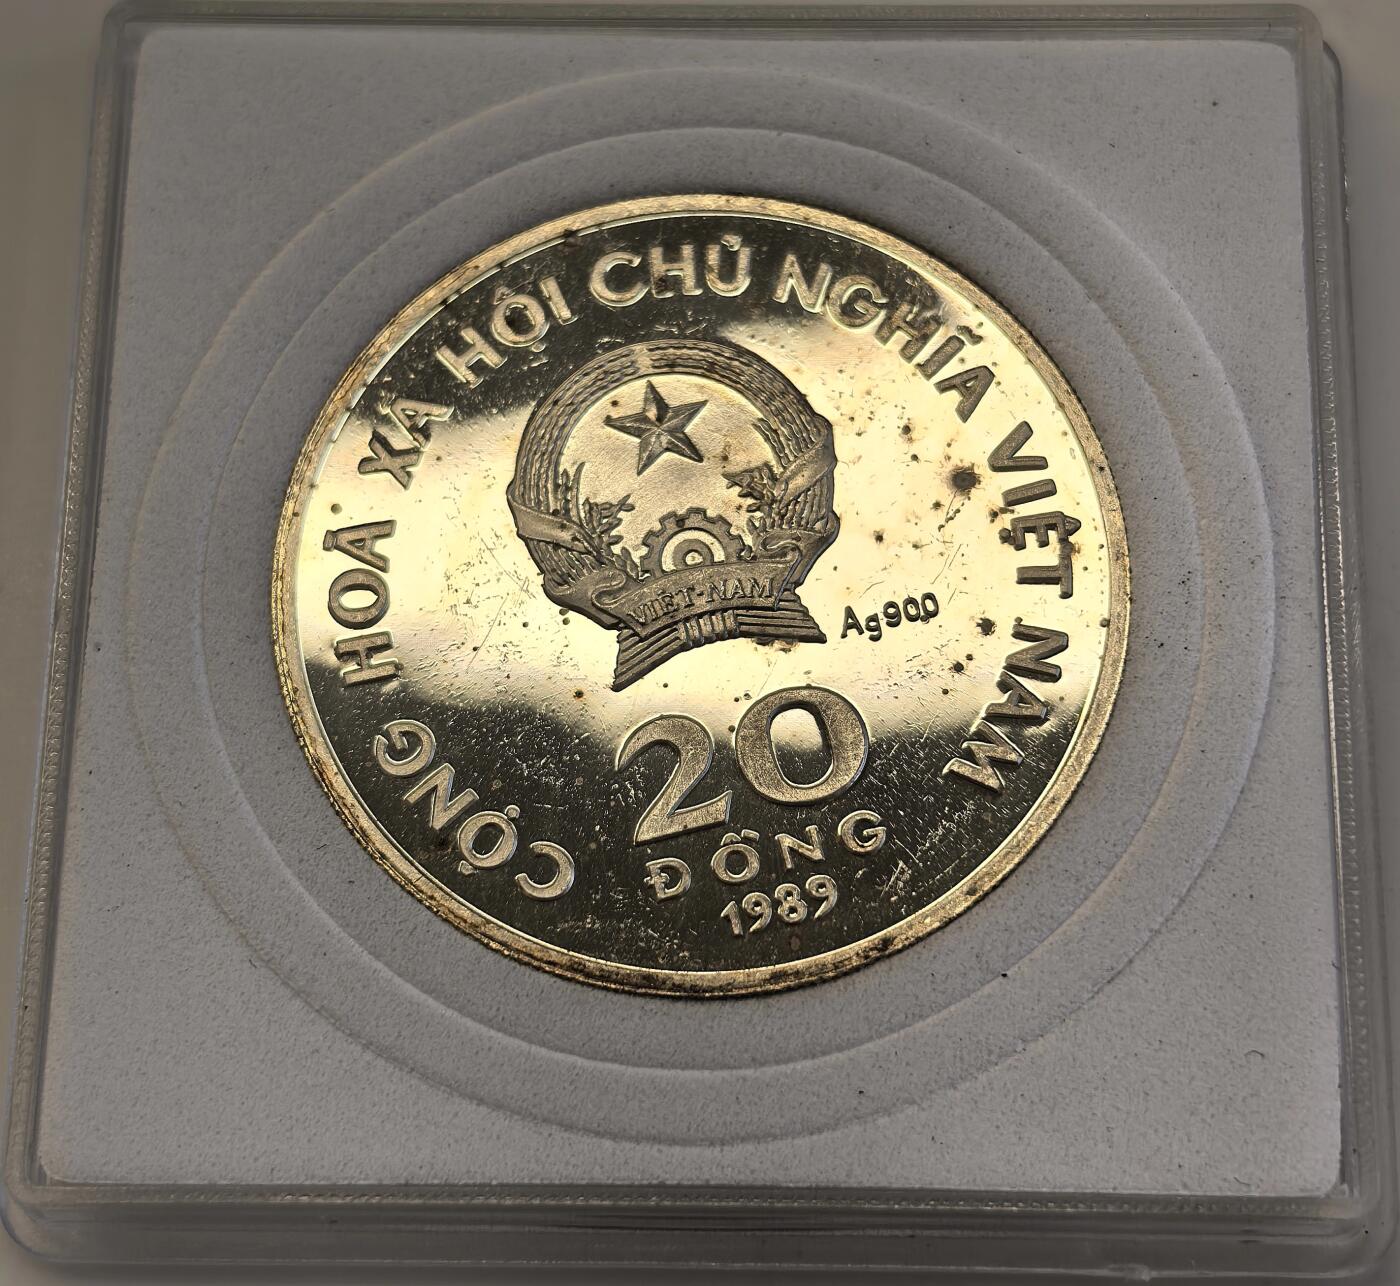 CỘNG HOÀ XÃ HỘI CHỦ NGHĨA VIỆT NAM
VIỆT-NAM
Ag900
20
ĐỒNG
1989